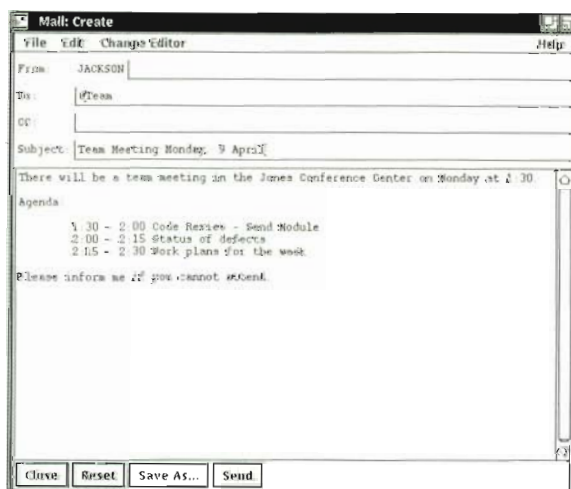 Mail: Create
File Edit Change Editor Help
From: JACKSON
To: @Team
CC:
Subject: Team Meeting Monday, 9 April
There will be a team meeting in the Jones Conference Center on Monday at 1:30.
Agenda
1:30 - 2:00 Code Review - Send Module
2:00 - 2:15 Status of defects
2:15 - 2:30 Work plans for the week
Please inform me if you cannot attend.
Close Reset Save As... Send